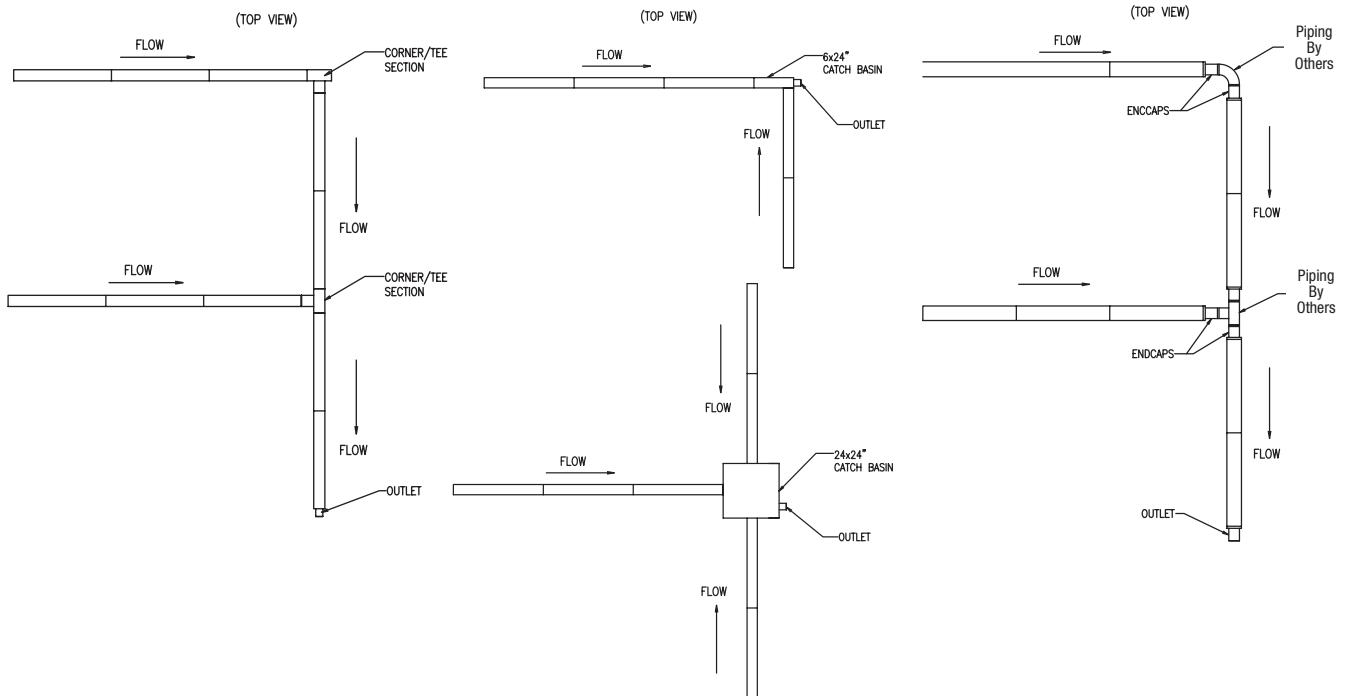 (TOP VIEW)
FLOW
CORNER/TEE
SECTION
FLOW
FLOW
CORNER/TEE
SECTION
FLOW
OUTLET
(TOP VIEW)
FLOW
6x24"
CATCH BASIN
OUTLET
FLOW
FLOW
FLOW
24x24"
CATCH BASIN
OUTLET
FLOW
(TOP VIEW)
FLOW
Piping
By
Others
ENCCAPS
FLOW
FLOW
Piping
By
Others
ENDCAPS
FLOW
OUTLET